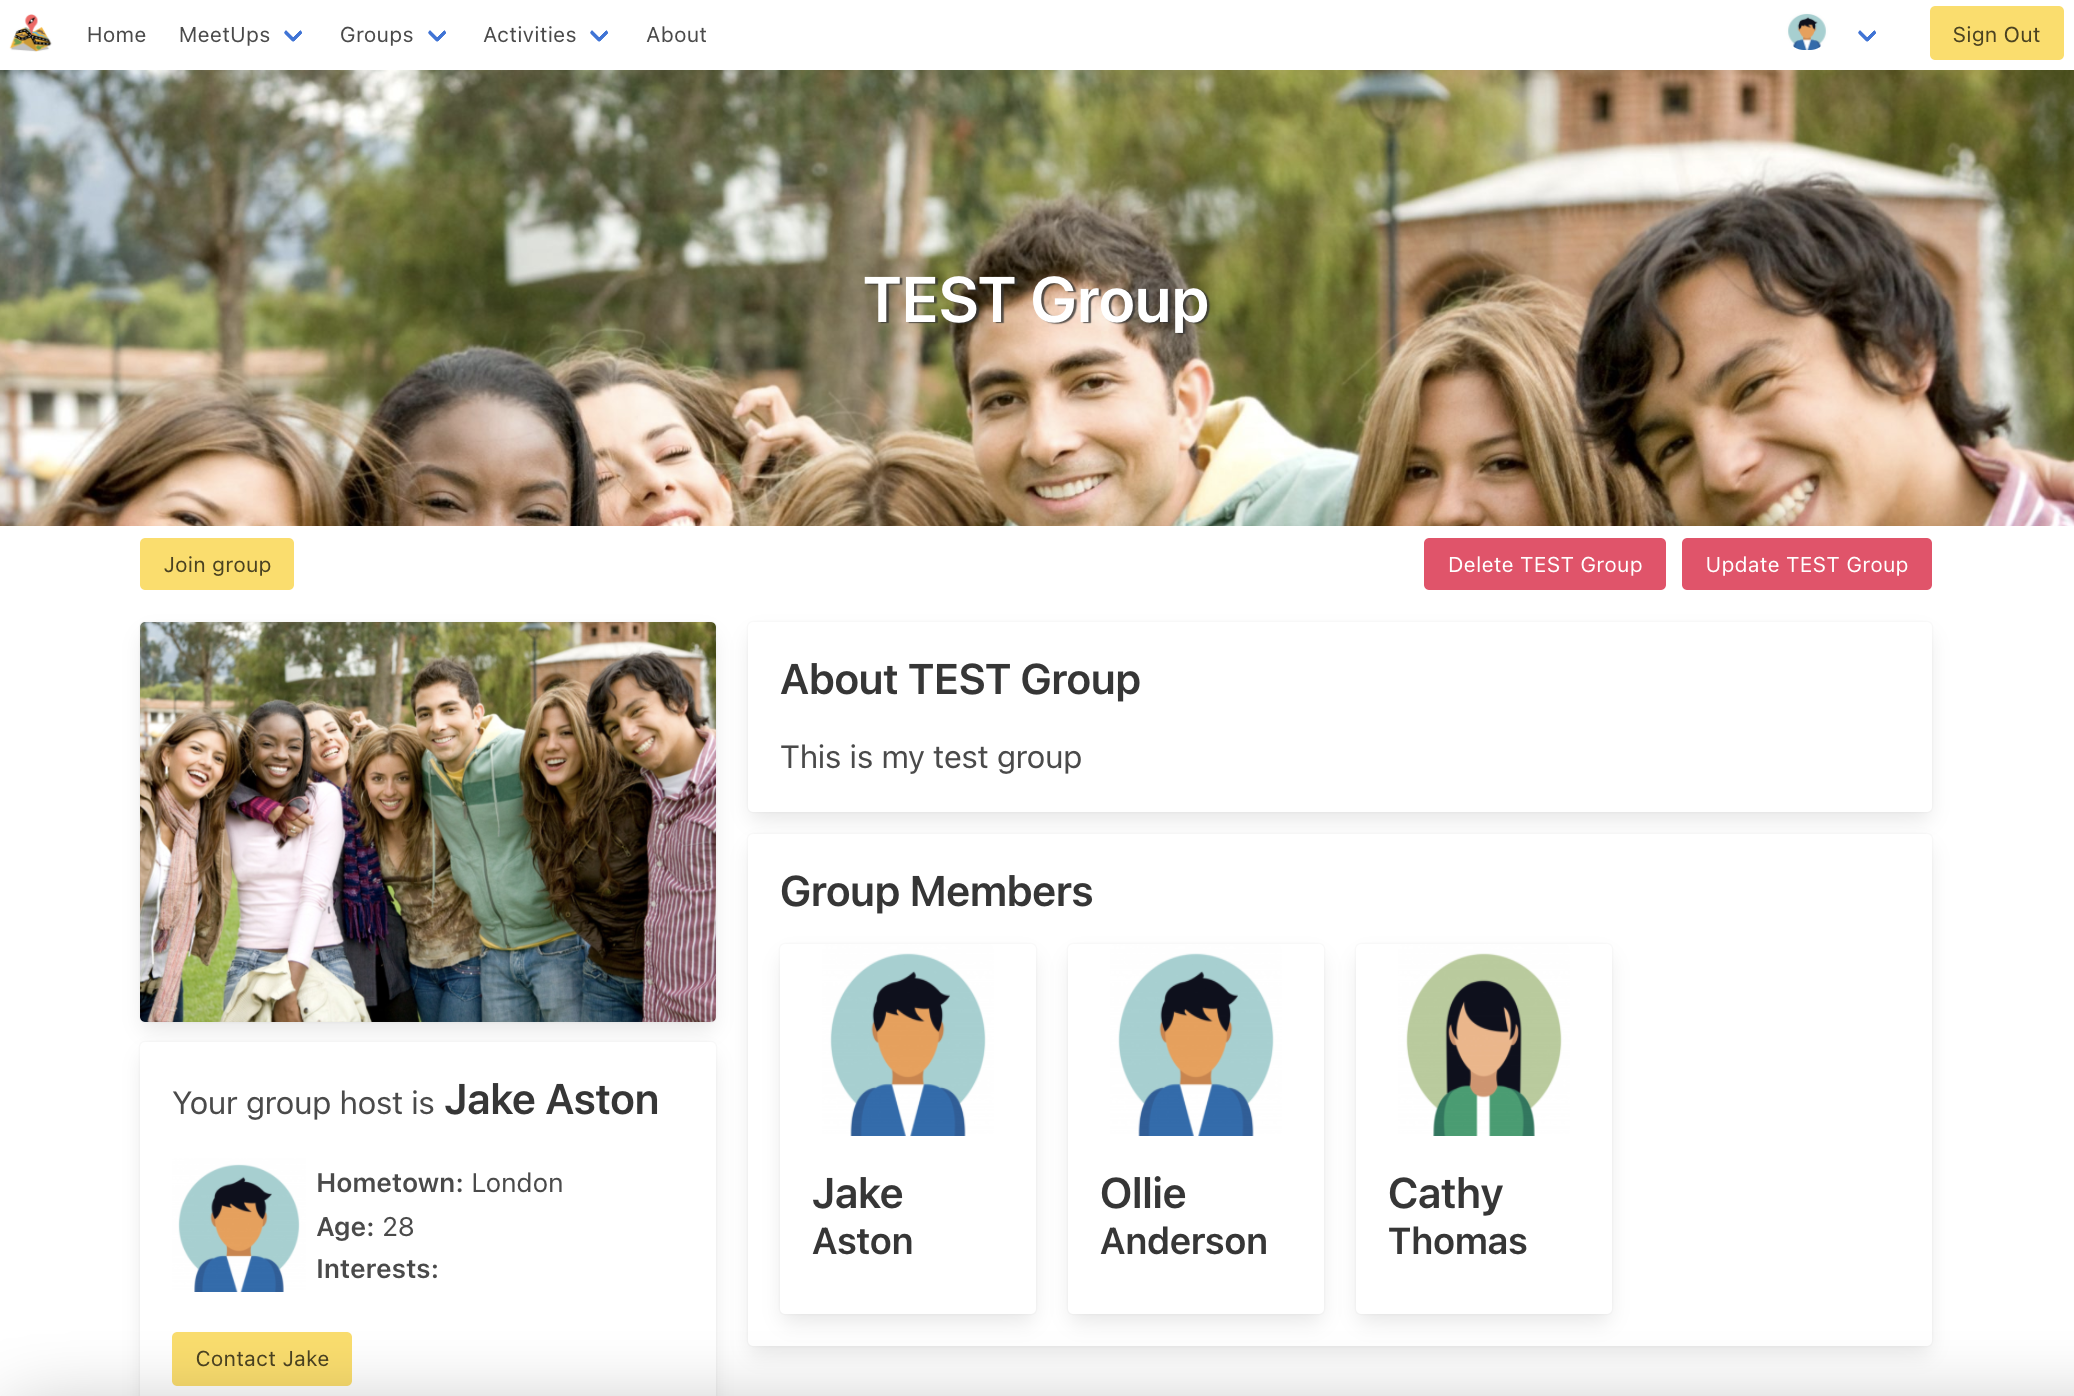 Home MeetUps Groups Activities About Sign Out
TEST Group
Join group Delete TEST Group Update TEST Group
About TEST Group
This is my test group
Group Members
Jake
Aston
Ollie
Anderson
Cathy
Thomas
Your group host is Jake Aston
Hometown: London
Age: 28
Interests:
Contact Jake